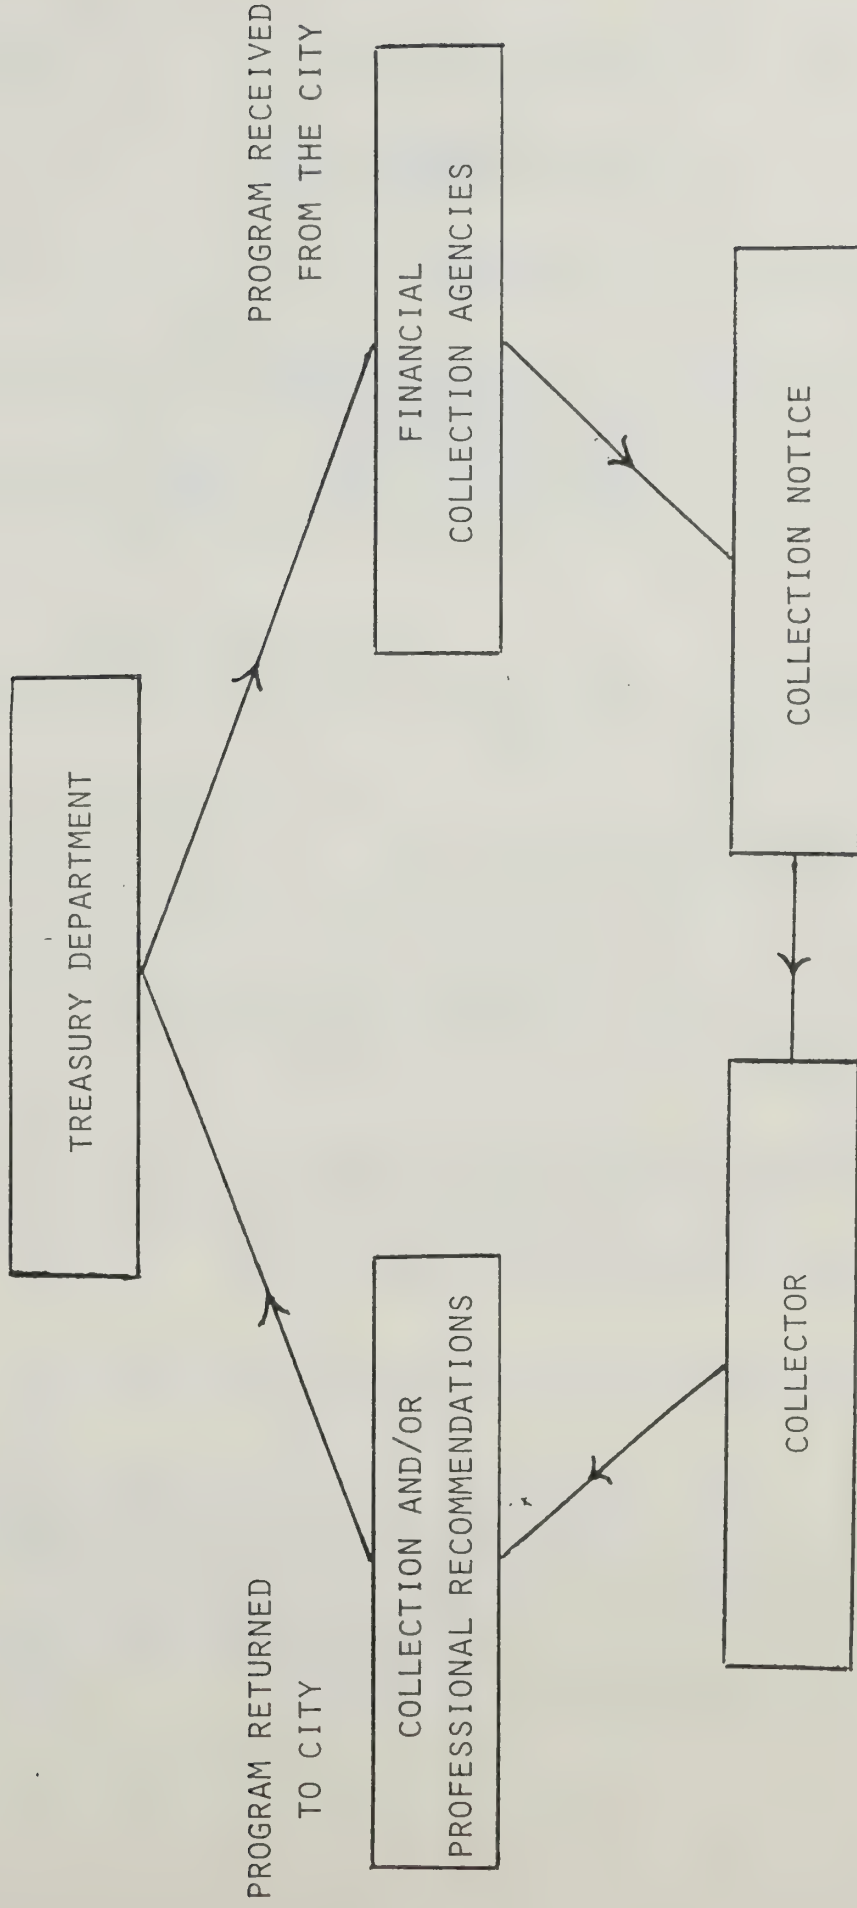 TREASURY DEPARTMENT
PROGRAM RETURNED
TO CITY
PROGRAM RECEIVED
FROM THE CITY
COLLECTION AND/OR
PROFESSIONAL RECOMMENDATIONS
FINANCIAL
COLLECTION AGENCIES
COLLECTOR
COLLECTION NOTICE